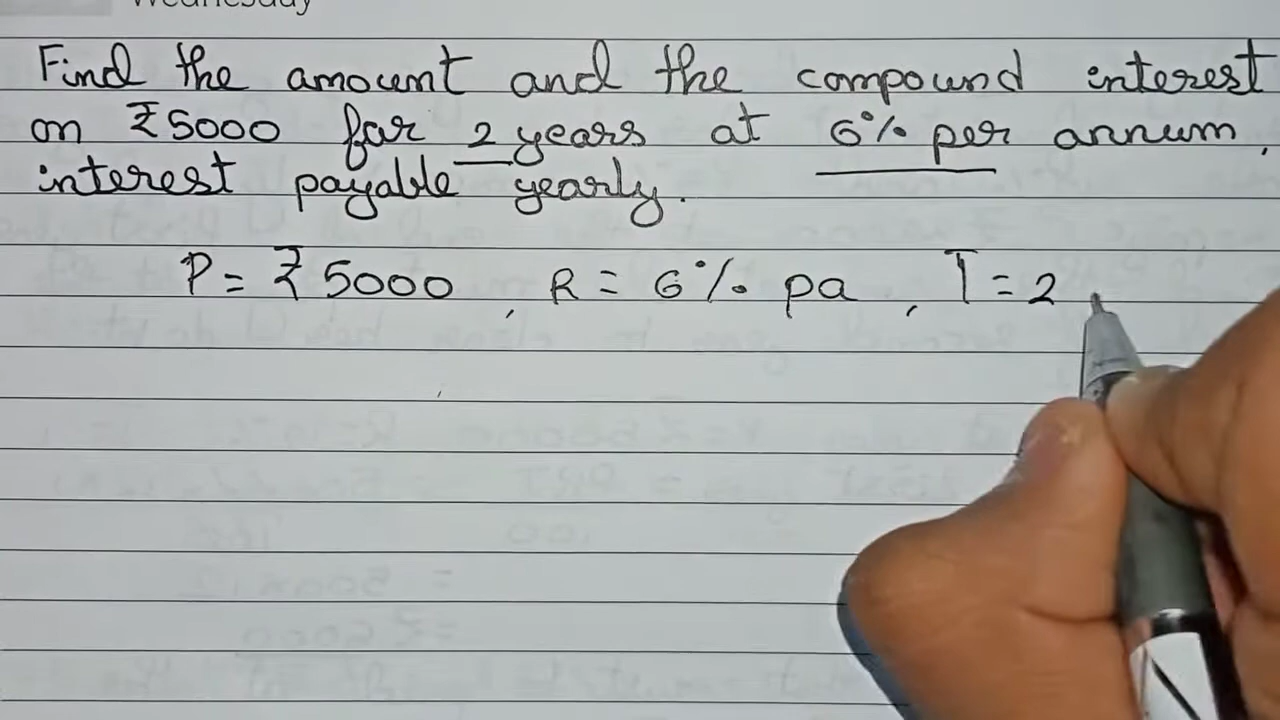 Wednesday
Find the amount and the compound interest
on ₹5000 for 2 years at 6% per annum,
interest payable yearly.
P = ₹5000, R = 6% pa, T = 2